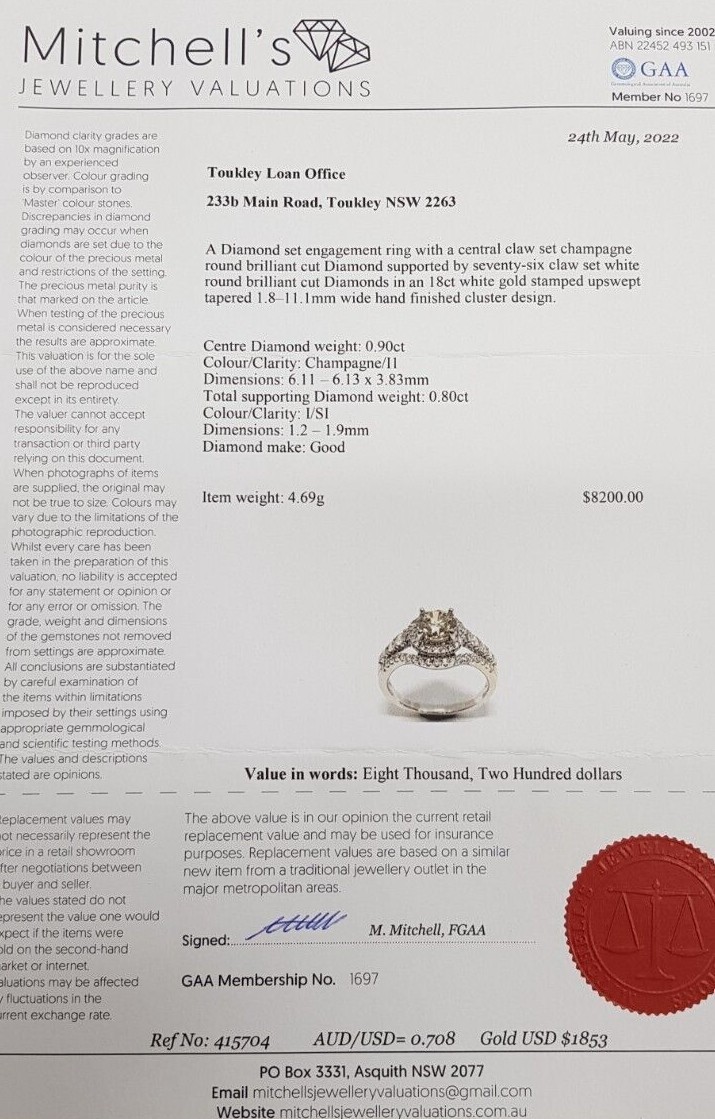 Mitchell's
JEWELLERY VALUATIONS
Valuing since 2002
ABN 22452 493 151
GAA
Member No 1697
24th May, 2022
Diamond clarity grades are
based on 10x magnification
by an experienced
observer. Colour grading
is by comparison to
'Master' colour stones.
Discrepancies in diamond
grading may occur when
diamonds are set due to the
colour of the precious metal
and restrictions of the setting.
The precious metal purity is
that marked on the article.
When testing of the precious
metal is considered necessary
the results are approximate.
This valuation is for the sole
use of the above name and
shall not be reproduced
except in its entirety.
The valuer cannot accept
responsibility for any
transaction or third party
relying on this document.
When photographs of items
are supplied, the original may
not be true to size. Colours may
vary due to the limitations of the
photographic reproduction.
Whilst every care has been
taken in the preparation of this
valuation, no liability is accepted
for any statement or opinion or
for any error or omission. The
grade, weight and dimensions
of the gemstones not removed
from settings are approximate.
All conclusions are substantiated
by careful examination of
the items within limitations
imposed by their settings using
appropriate gemmological
and scientific testing methods.
The values and descriptions
stated are opinions.
Toukley Loan Office
233b Main Road, Toukley NSW 2263
A Diamond set engagement ring with a central claw set champagne
round brilliant cut Diamond supported by seventy-six claw set white
round brilliant cut Diamonds in an 18ct white gold stamped upswept
tapered 1.8–11.1mm wide hand finished cluster design.
Centre Diamond weight: 0.90ct
Colour/Clarity: Champagne/I1
Dimensions: 6.11 – 6.13 x 3.83mm
Total supporting Diamond weight: 0.80ct
Colour/Clarity: I/SI
Dimensions: 1.2 – 1.9mm
Diamond make: Good
Item weight: 4.69g $8200.00
Value in words: Eight Thousand, Two Hundred dollars
Replacement values may
not necessarily represent the
price in a retail showroom
after negotiations between
buyer and seller.
The values stated do not
represent the value one would
expect if the items were
sold on the second-hand
market or internet.
Valuations may be affected
by fluctuations in the
current exchange rate.
The above value is in our opinion the current retail
replacement value and may be used for insurance
purposes. Replacement values are based on a similar
new item from a traditional jewellery outlet in the
major metropolitan areas.
Signed: M. Mitchell, FGAA
GAA Membership No. 1697
Ref No: 415704 AUD/USD= 0.708 Gold USD $1853
PO Box 3331, Asquith NSW 2077
Email mitchellsjewelleryvaluations@gmail.com
Website mitchellsjewelleryvaluations.com.au